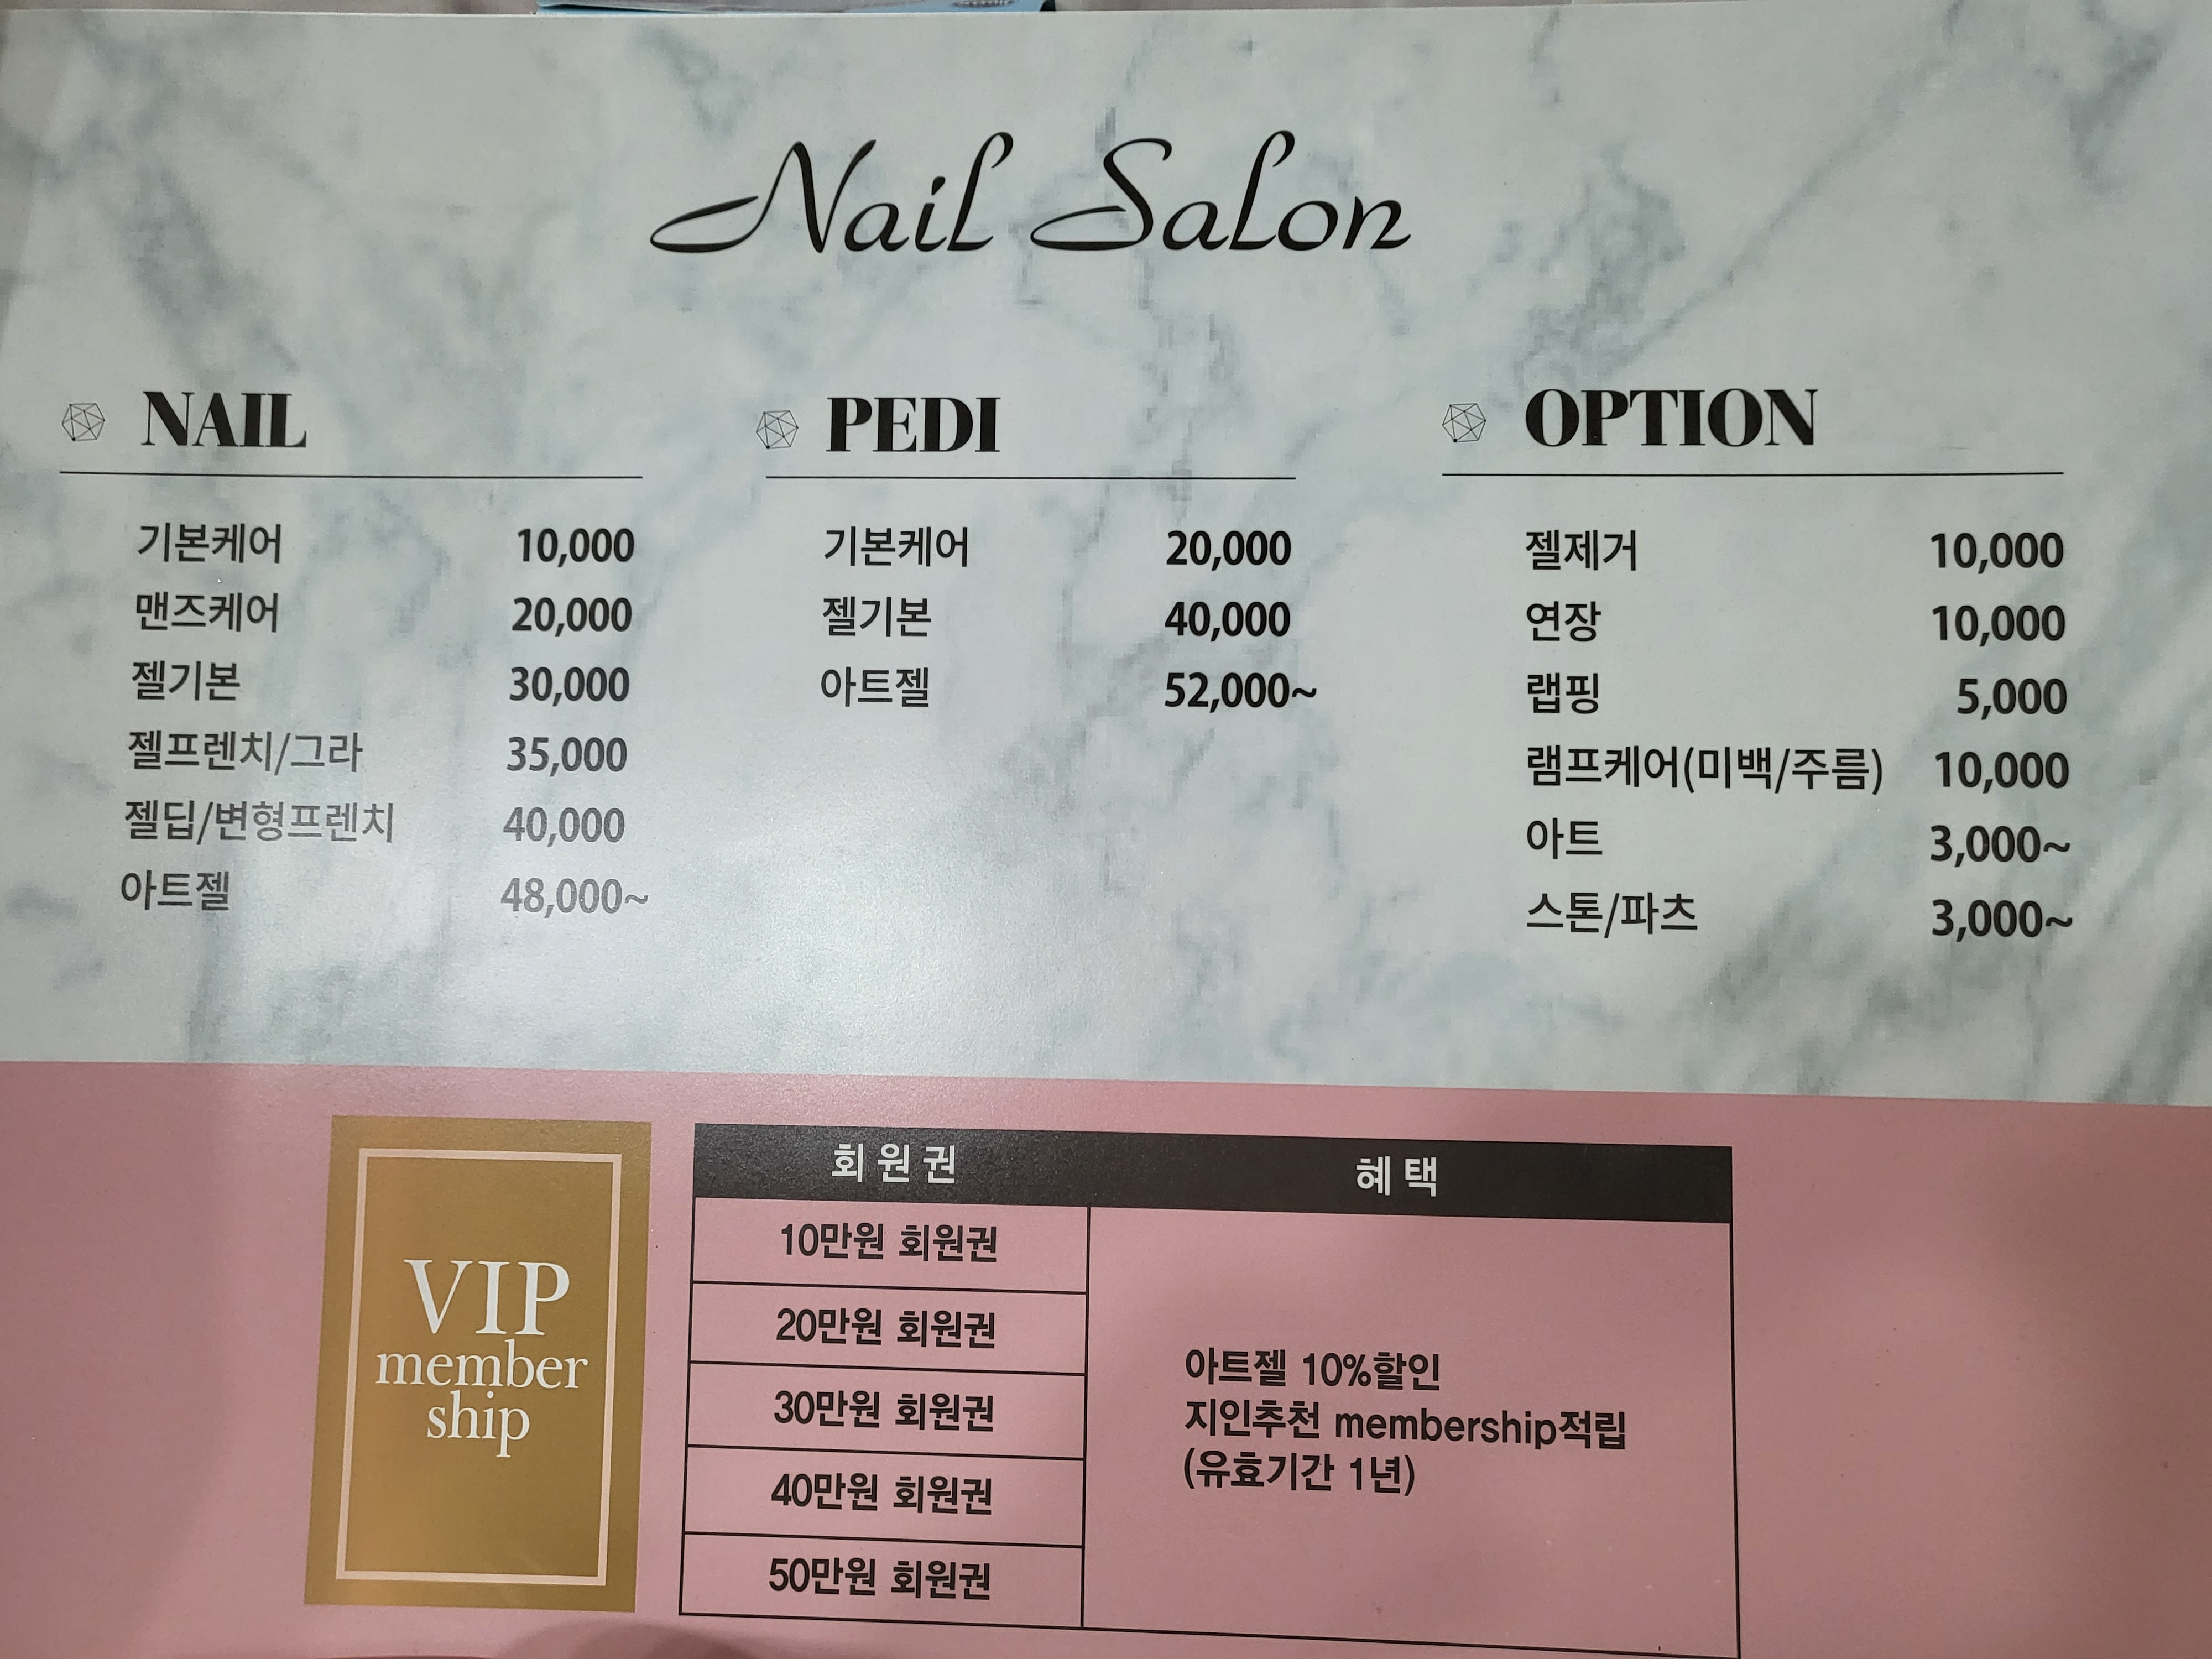 Nail Salon
NAIL
기본케어 10,000
맨즈케어 20,000
젤기본 30,000
젤프렌치/그라 35,000
젤딥/변형프렌치 40,000
아트젤 48,000~
PEDI
기본케어 20,000
젤기본 40,000
아트젤 52,000~
OPTION
젤제거 10,000
연장 10,000
랩핑 5,000
램프케어(미백/주름) 10,000
아트 3,000~
스톤/파츠 3,000~
VIP
member
ship
회원권 혜택
10만원 회원권
20만원 회원권
30만원 회원권
40만원 회원권
50만원 회원권
아트젤 10%할인
지인추천 membership적립
(유효기간 1년)